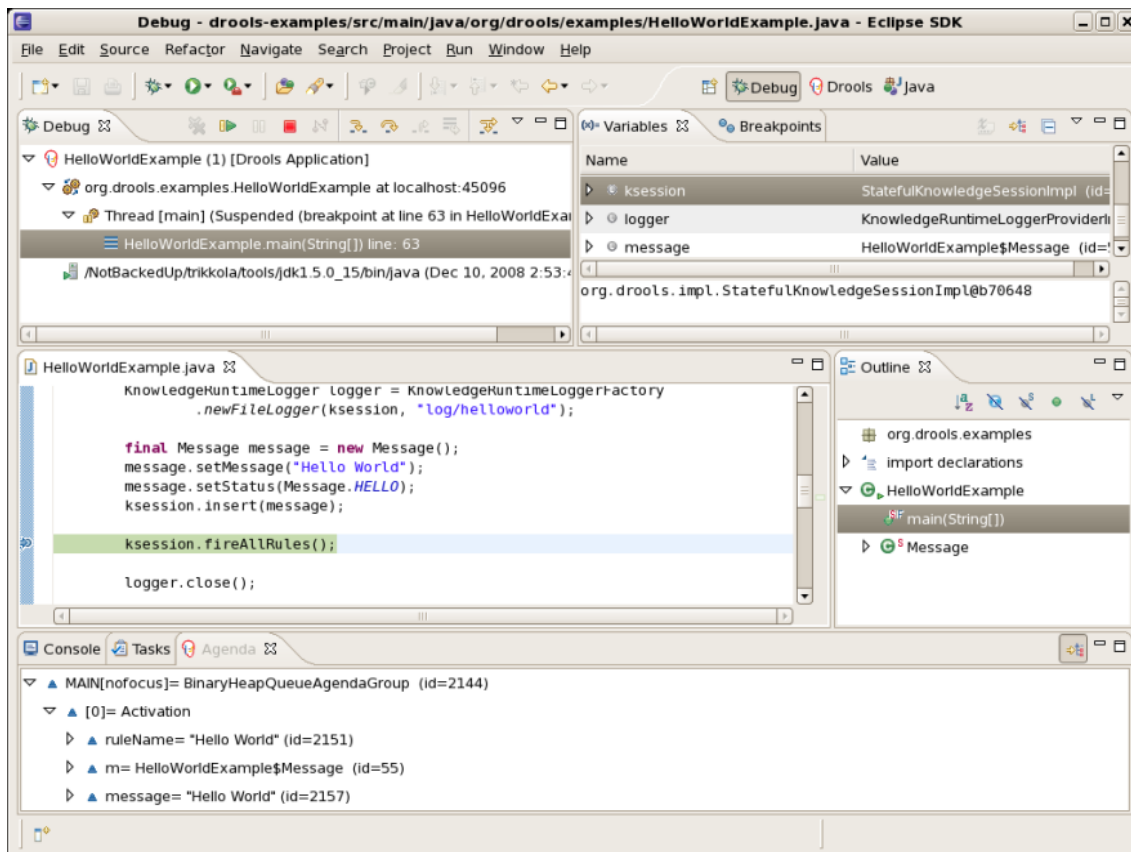 Debug - drools-examples/src/main/java/org/drools/examples/HelloWorldExample.java - Eclipse SDK
File Edit Source Refactor Navigate Search Project Run Window Help
Debug Drools Java
Debug
HelloWorldExample (1) [Drools Application]
org.drools.examples.HelloWorldExample at localhost:45096
Thread [main] (Suspended (breakpoint at line 63 in HelloWorldExa
HelloWorldExample.main(String[]) line: 63
/NotBackedUp/trikkola/tools/jdk1.5.0_15/bin/java (Dec 10, 2008 2:53:4
Variables Breakpoints
Name Value
ksession StatefulKnowledgeSessionImpl (id=
logger KnowledgeRuntimeLoggerProviderI
message HelloWorldExample$Message (id=
org.drools.impl.StatefulKnowledgeSessionImpl@b70648
HelloWorldExample.java
KnowledgeRuntimeLogger logger = KnowledgeRuntimeLoggerFactory
.newFileLogger(ksession, "log/helloworld");
final Message message = new Message();
message.setMessage("Hello World");
message.setStatus(Message.HELLO);
ksession.insert(message);
ksession.fireAllRules();
logger.close();
Outline
org.drools.examples
import declarations
HelloWorldExample
main(String[])
Message
Console Tasks Agenda
MAIN[nofocus]= BinaryHeapQueueAgendaGroup (id=2144)
[0]= Activation
ruleName= "Hello World" (id=2151)
m= HelloWorldExample$Message (id=55)
message= "Hello World" (id=2157)